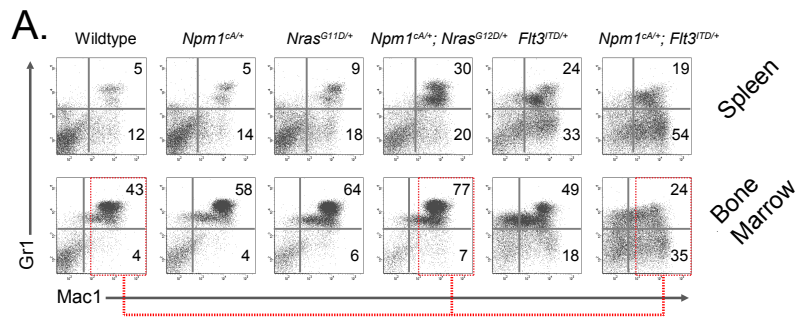 A.
Wildtype Npm1cA/+ NrasG11D/+ Npm1cA/+; NrasG12D/+ Flt3ITD/+ Npm1cA/+; Flt3ITD/+
5 5 9 30 24 19
12 14 18 20 33 54
Spleen
43 58 64 77 49 24
4 4 6 7 18 35
Bone
Marrow
Gr1
Mac1